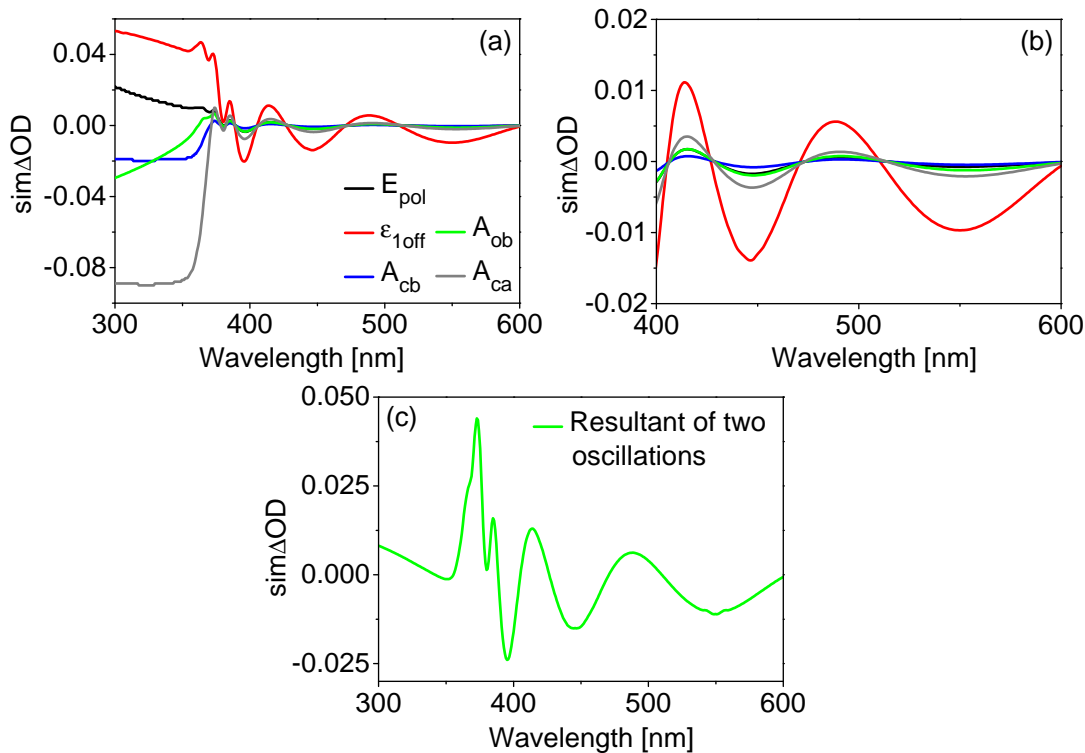 (a)
sim∆OD
0.04
0.00
-0.04
-0.08
E_pol
ε_1off
A_ob
A_cb
A_ca
300 400 500 600
Wavelength [nm]
(b)
sim∆OD
0.02
0.01
0.00
-0.01
-0.02
400 500 600
Wavelength [nm]
(c)
sim∆OD
0.050
0.025
0.000
-0.025
Resultant of two
oscillations
300 400 500 600
Wavelength [nm]